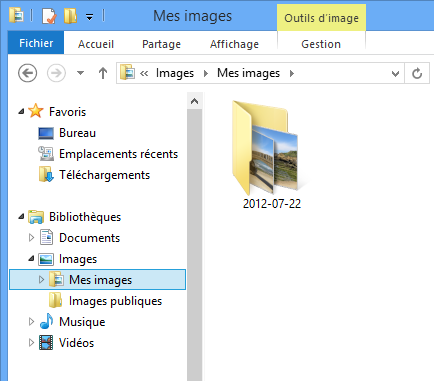 Mes images
Outils d'image
Fichier Accueil Partage Affichage Gestion
« Images Mes images
Favoris
Bureau
Emplacements récents
Téléchargements
Bibliothèques
Documents
Images
Mes images
Images publiques
Musique
Vidéos
2012-07-22